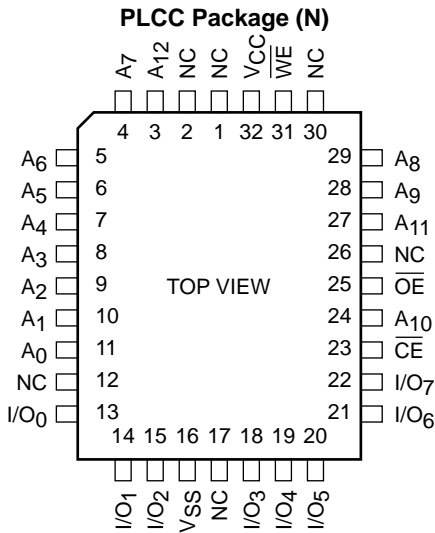 PLCC Package (N)
A7 A12 NC NC VCC WE NC
4 3 2 1 32 31 30
A6 5 29 A8
A5 6 28 A9
A4 7 27 A11
A3 8 26 NC
A2 9 TOP VIEW 25 OE
A1 10 24 A10
A0 11 23 CE
NC 12 22 I/O7
I/O0 13 21 I/O6
14 15 16 17 18 19 20
I/O1 I/O2 VSS NC I/O3 I/O4 I/O5